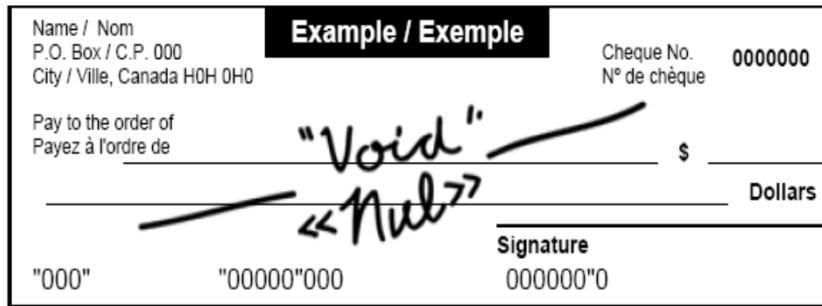 Example / Exemple
Name / Nom
P.O. Box / C.P. 000
City / Ville, Canada H0H 0H0
Cheque No. 0000000
Nº de chèque
Pay to the order of
Payez à l'ordre de
"Void"
$
«Nul»
Dollars
Signature
"000" "00000"000 000000"0